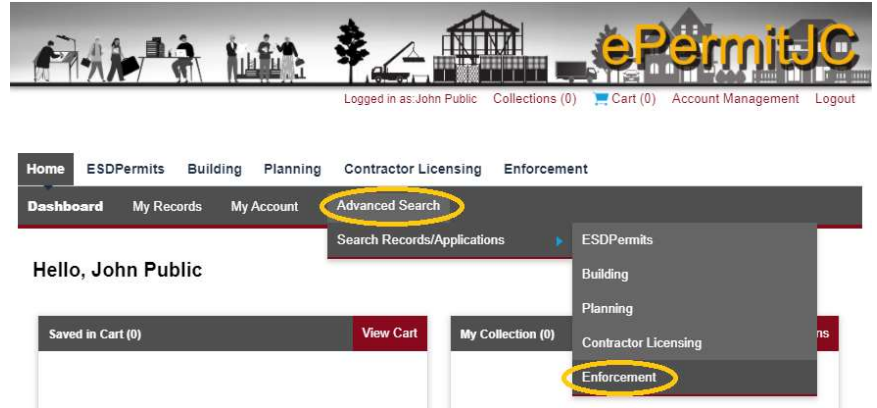 ePermitJC
Logged in as:John Public Collections (0) Cart (0) Account Management Logout
Home ESDPermits Building Planning Contractor Licensing Enforcement
Dashboard My Records My Account Advanced Search
Search Records/Applications ESDPermits
Hello, John Public
Building
Planning
Saved in Cart (0) View Cart My Collection (0) Contractor Licensing ns
Enforcement